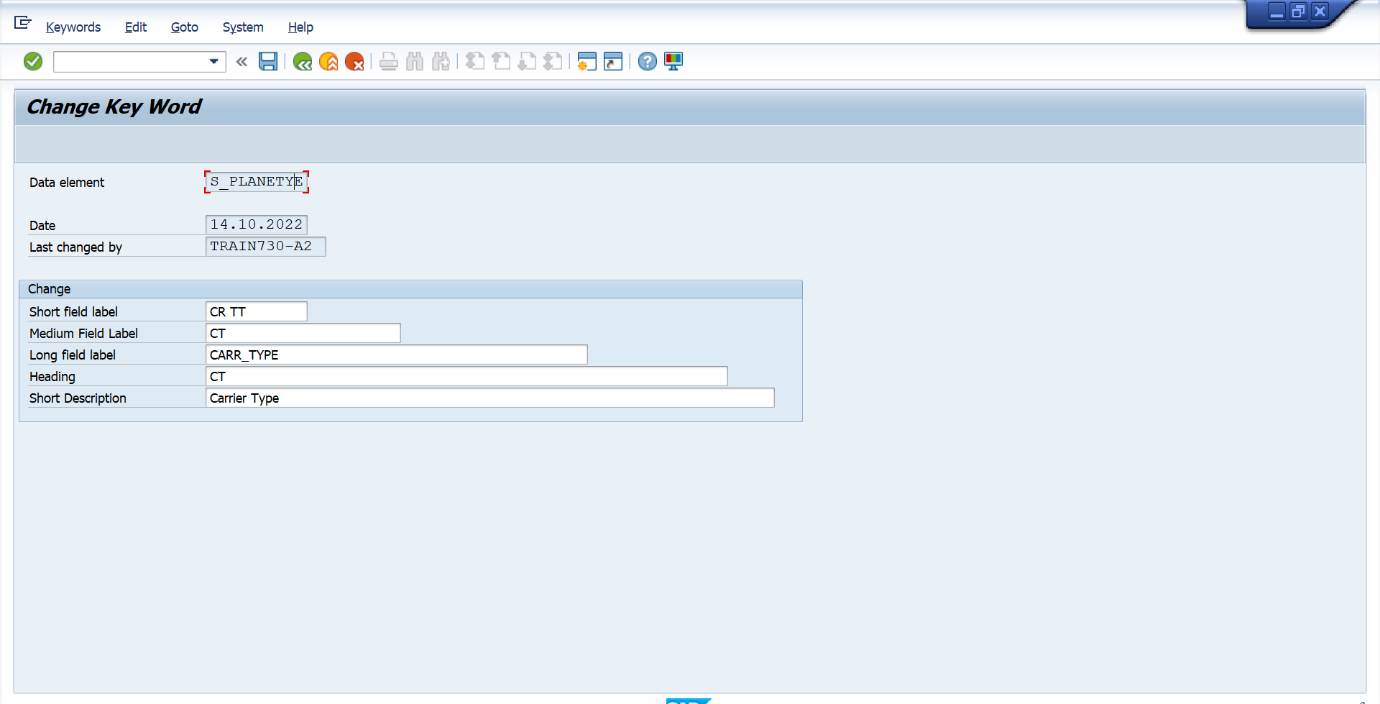 Keywords Edit Goto System Help
Change Key Word
Data element S_PLANETYE
Date 14.10.2022
Last changed by TRAIN730-A2
Change
Short field label CR TT
Medium Field Label CT
Long field label CARR_TYPE
Heading CT
Short Description Carrier Type